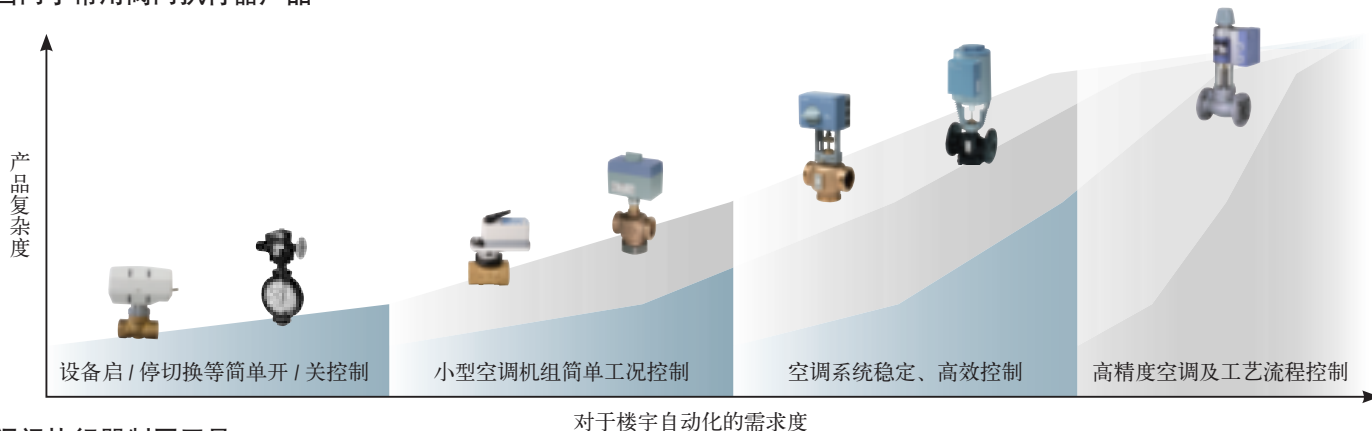 产品复杂度
设备启 / 停切换等简单开 / 关控制
小型空调机组简单工况控制
空调系统稳定、高效控制
高精度空调及工艺流程控制
对于楼宇自动化的需求度